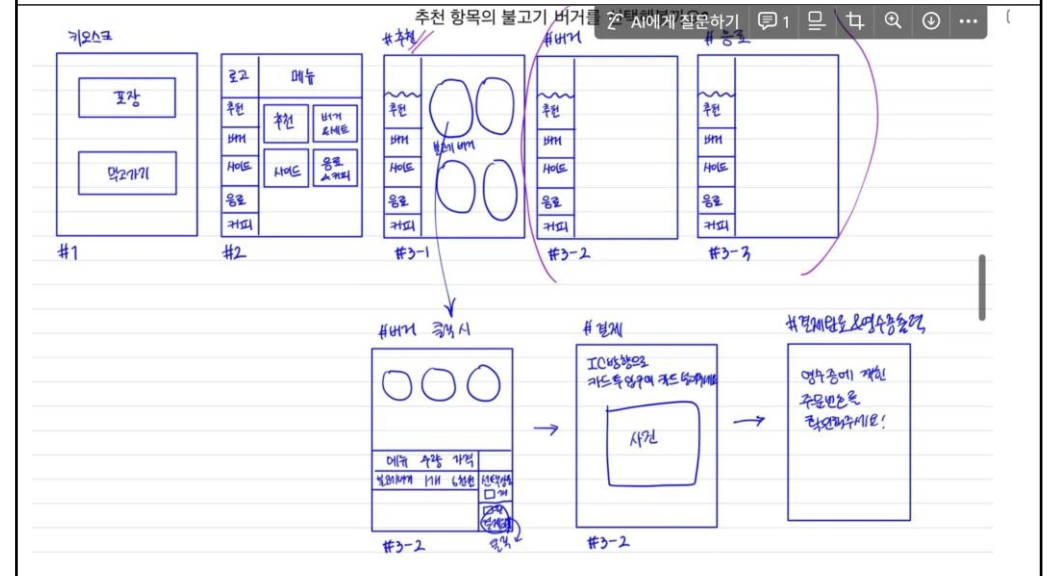 추천 항목의 불고기 버거를
AI에게 질문하기 1
키오스크
포장
먹고가기
#1
로고 메뉴
추천
버거
사이드
음료
커피
추천 버거&세트
사이드 음료&커피
#2
#추천
추천
버거
사이드
음료
커피
불고기 버거
#3-1
#버거
추천
버거
사이드
음료
커피
#3-2
#음료
추천
버거
사이드
음료
커피
#3-3
#버거 클릭 시
메뉴 수량 가격
불고기버거 1개 6천원
#3-2
클릭
#결제
IC방향으로
카드투입구에 카드
사진
#3-2
#결제완료&영수증출력
영수증에 적힌
주문번호를
확인해주세요!